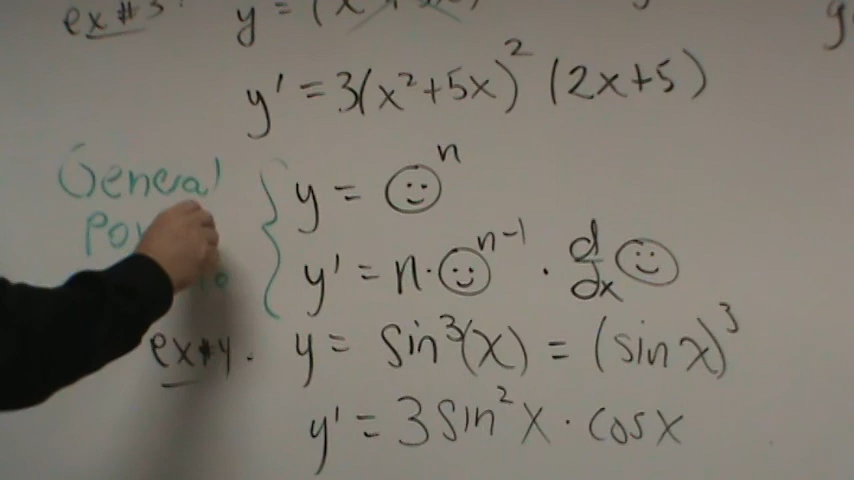 ex #3. y = (x
y' = 3(x² + 5x)² (2x+5)
General
y = ☺ⁿ
y' = n · ☺ⁿ⁻¹ · d/dx ☺
ex #4. y = sin³(x) = (sin x)³
y' = 3 sin² x · cos x